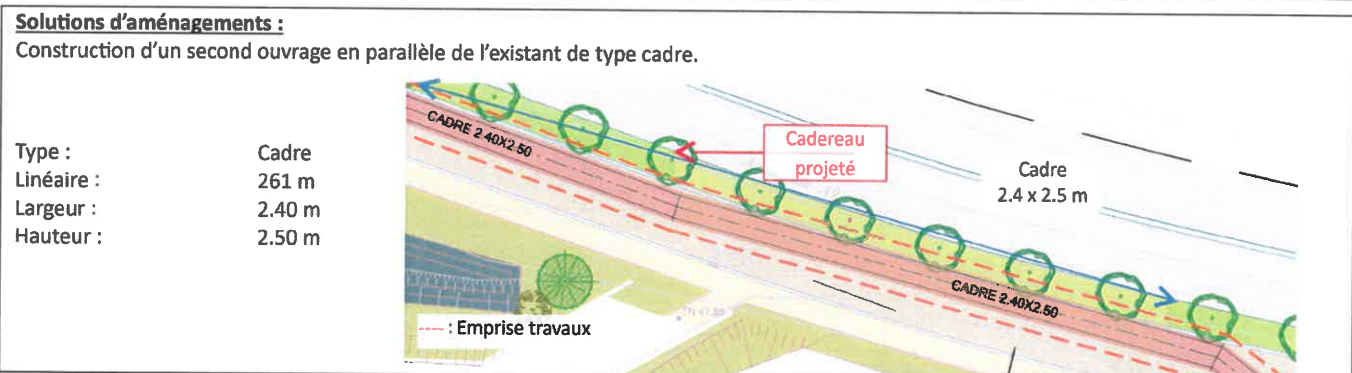 Solutions d'aménagements :
Construction d'un second ouvrage en parallèle de l'existant de type cadre.
Type : Cadre
Linéaire : 261 m
Largeur : 2.40 m
Hauteur : 2.50 m
CADRE 2.40X2.50
Cadereau
projeté
Cadre
2.4 x 2.5 m
CADRE 2.40X2.50
: Emprise travaux